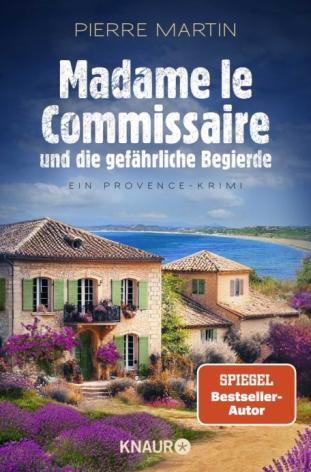 PIERRE MARTIN
Madame le
Commissaire
und die gefährliche Begierde
EIN PROVENCE-KRIMI
SPIEGEL
Bestseller-
Autor
KNAUR